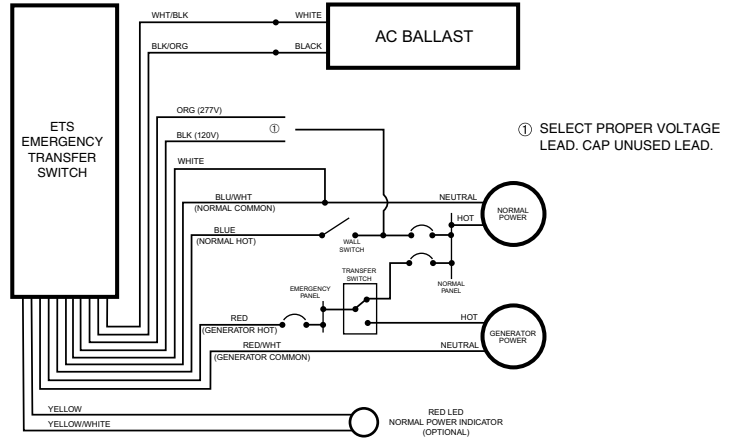 WHT/BLK
WHITE
AC BALLAST
BLK/ORG
BLACK
ETS
EMERGENCY
TRANSFER
SWITCH
ORG (277V)
BLK (120V)
①
① SELECT PROPER VOLTAGE
LEAD. CAP UNUSED LEAD.
WHITE
BLU/WHT
(NORMAL COMMON)
NEUTRAL
NORMAL
POWER
HOT
BLUE
(NORMAL HOT)
WALL
SWITCH
TRANSFER
SWITCH
EMERGENCY
PANEL
NORMAL
PANEL
RED
(GENERATOR HOT)
HOT
GENERATOR
POWER
RED/WHT
(GENERATOR COMMON)
NEUTRAL
YELLOW
YELLOW/WHITE
RED LED
NORMAL POWER INDICATOR
(OPTIONAL)